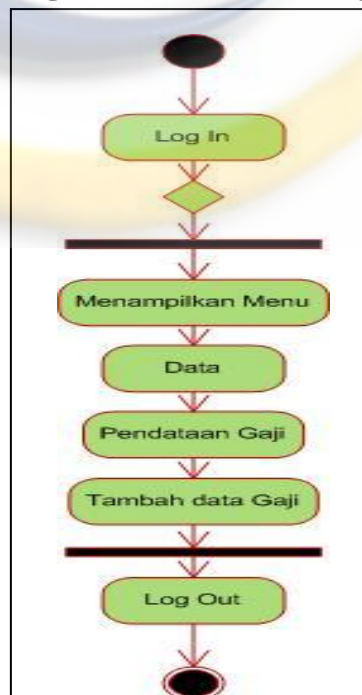 Log In
Menampilkan Menu
Data
Pendataan Gaji
Tambah data Gaji
Log Out